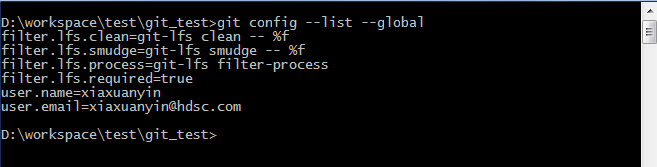 D:\workspace\test\git_test>git config --list --global
filter.lfs.clean=git-lfs clean -- %f
filter.lfs.smudge=git-lfs smudge -- %f
filter.lfs.process=git-lfs filter-process
filter.lfs.required=true
user.name=xiaxuanyin
user.email=xiaxuanyin@hdsc.com
D:\workspace\test\git_test>